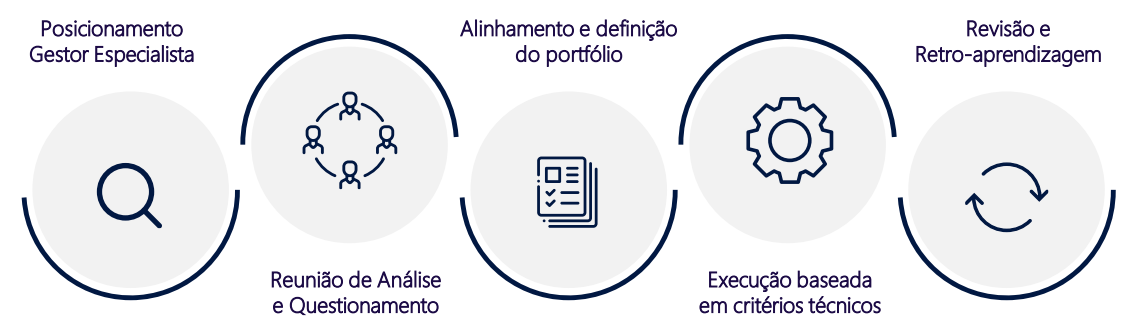 Posicionamento
Gestor Especialista
Reunião de Análise
e Questionamento
Alinhamento e definição
do portfólio
Execução baseada
em critérios técnicos
Revisão e
Retro-aprendizagem